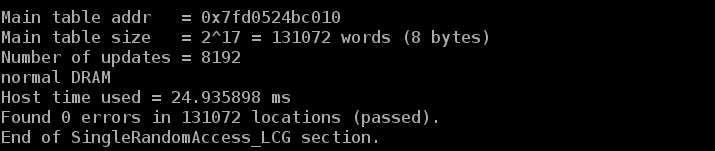 Main table addr   = 0x7fd0524bc010
Main table size   = 2^17 = 131072 words (8 bytes)
Number of updates = 8192
normal DRAM
Host time used = 24.935898 ms
Found 0 errors in 131072 locations (passed).
End of SingleRandomAccess_LCG section.